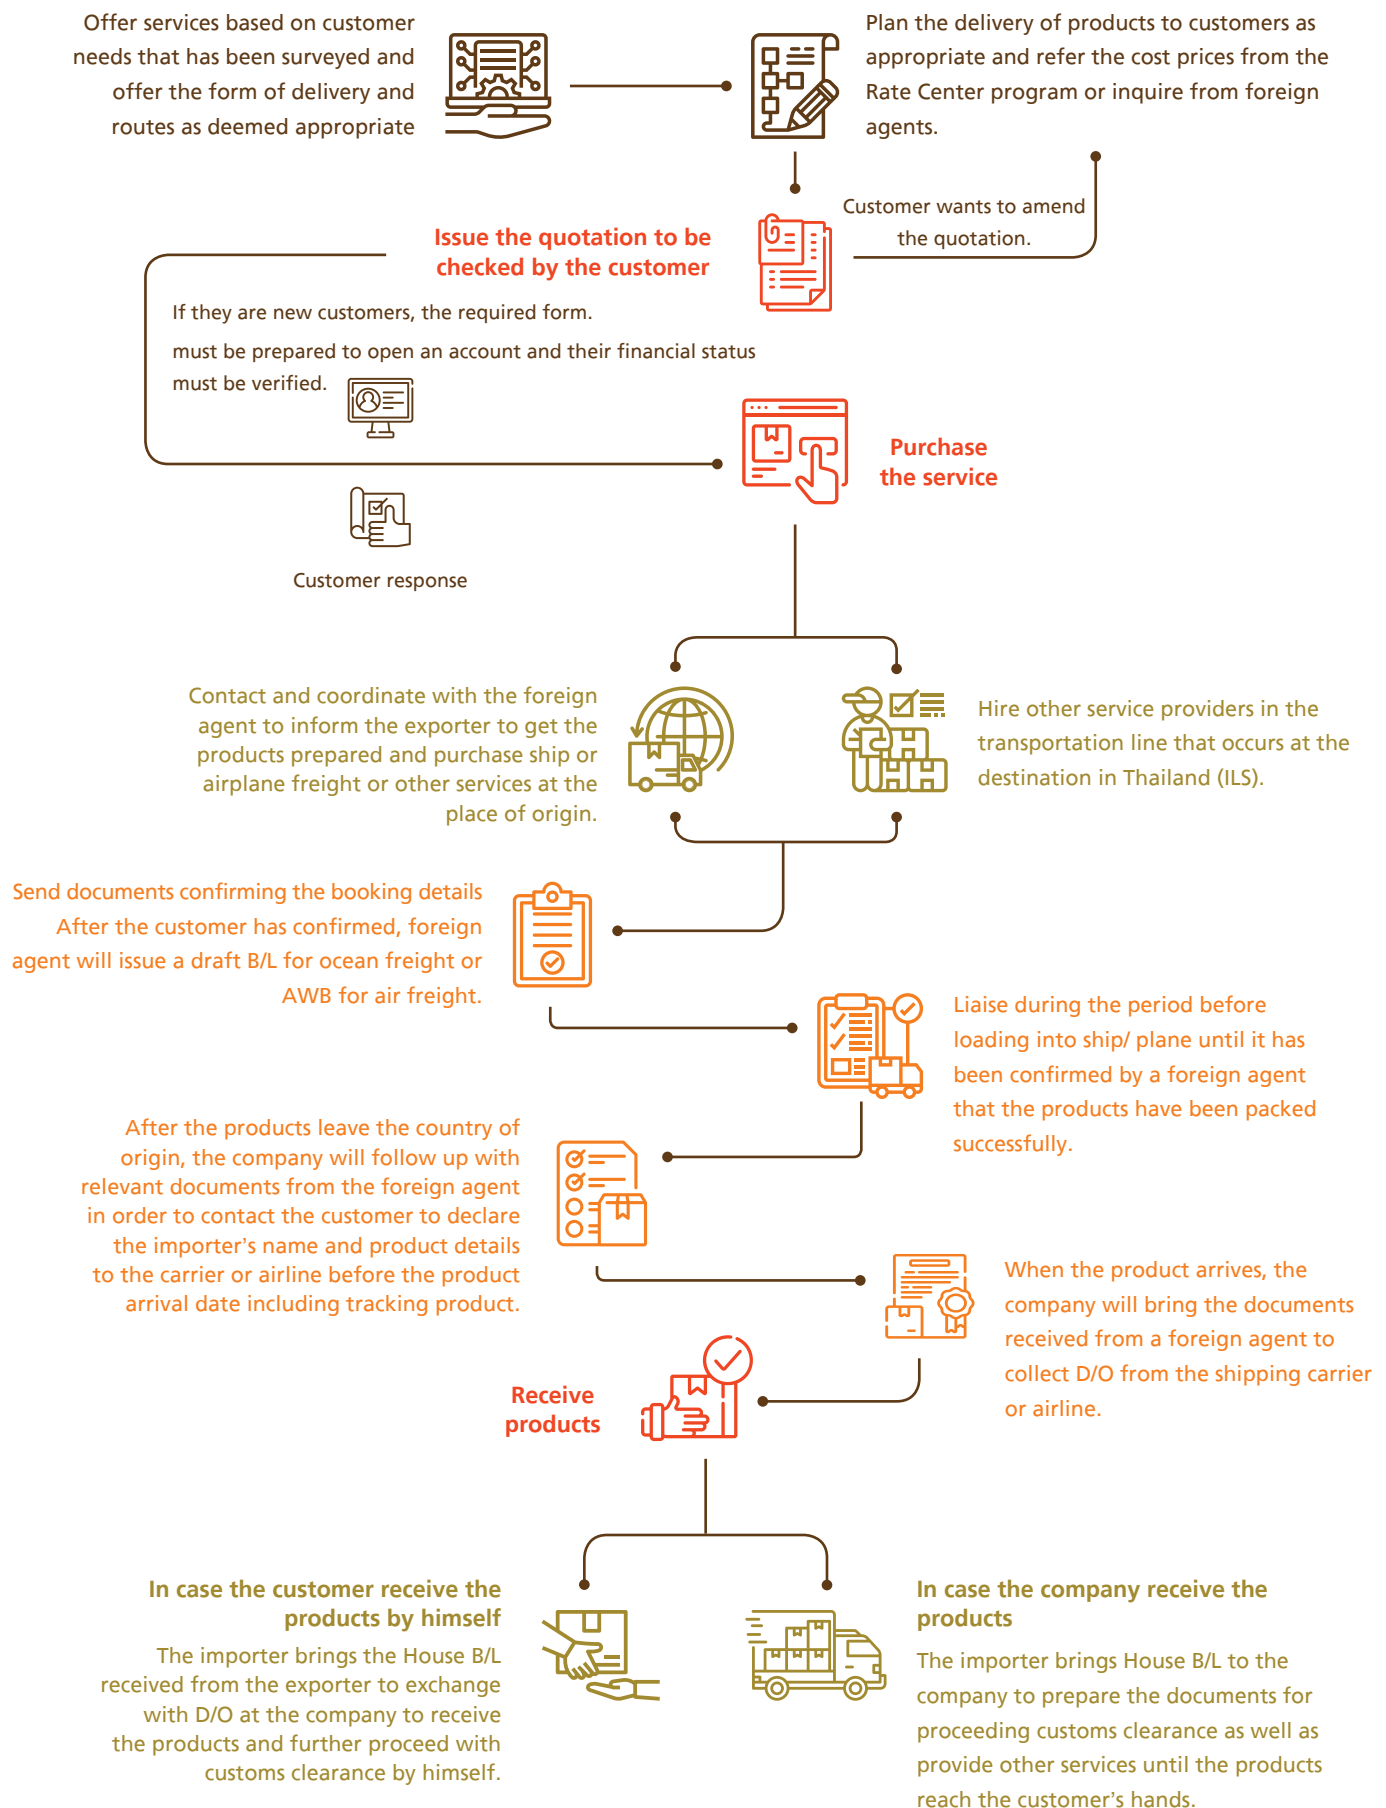 Offer services based on customer
needs that has been surveyed and
offer the form of delivery and
routes as deemed appropriate
Plan the delivery of products to customers as
appropriate and refer the cost prices from the
Rate Center program or inquire from foreign
agents.
Customer wants to amend
the quotation.
Issue the quotation to be
checked by the customer
If they are new customers, the required form.
must be prepared to open an account and their financial status
must be verified.
Purchase
the service
Customer response
Contact and coordinate with the foreign
agent to inform the exporter to get the
products prepared and purchase ship or
airplane freight or other services at the
place of origin.
Hire other service providers in the
transportation line that occurs at the
destination in Thailand (ILS).
Send documents confirming the booking details
After the customer has confirmed, foreign
agent will issue a draft B/L for ocean freight or
AWB for air freight.
Liaise during the period before
loading into ship/ plane until it has
been confirmed by a foreign agent
that the products have been packed
successfully.
After the products leave the country of
origin, the company will follow up with
relevant documents from the foreign agent
in order to contact the customer to declare
the importer's name and product details
to the carrier or airline before the product
arrival date including tracking product.
When the product arrives, the
company will bring the documents
received from a foreign agent to
collect D/O from the shipping carrier
or airline.
Receive
products
In case the customer receive the
products by himself
The importer brings the House B/L
received from the exporter to exchange
with D/O at the company to receive
the products and further proceed with
customs clearance by himself.
In case the company receive the
products
The importer brings House B/L to the
company to prepare the documents for
proceeding customs clearance as well as
provide other services until the products
reach the customer's hands.